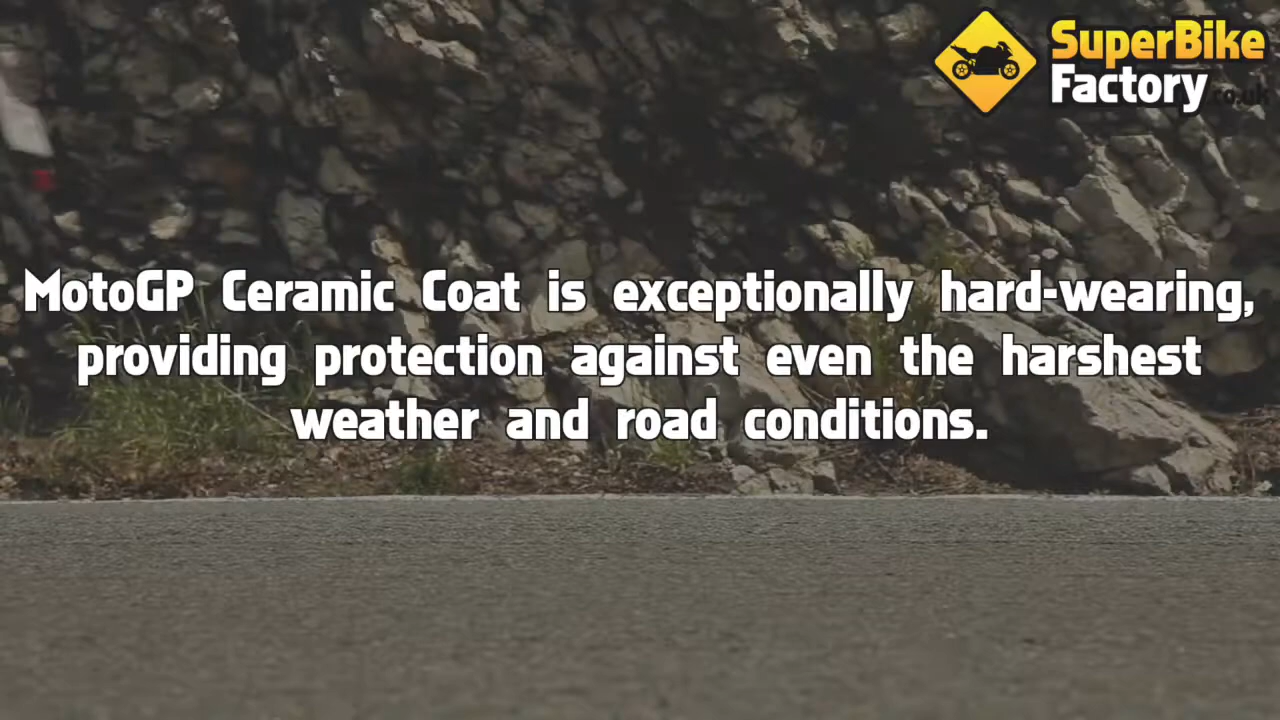 SuperBike
Factory
.co.uk
MotoGP Ceramic Coat is exceptionally hard-wearing,
providing protection against even the harshest
weather and road conditions.